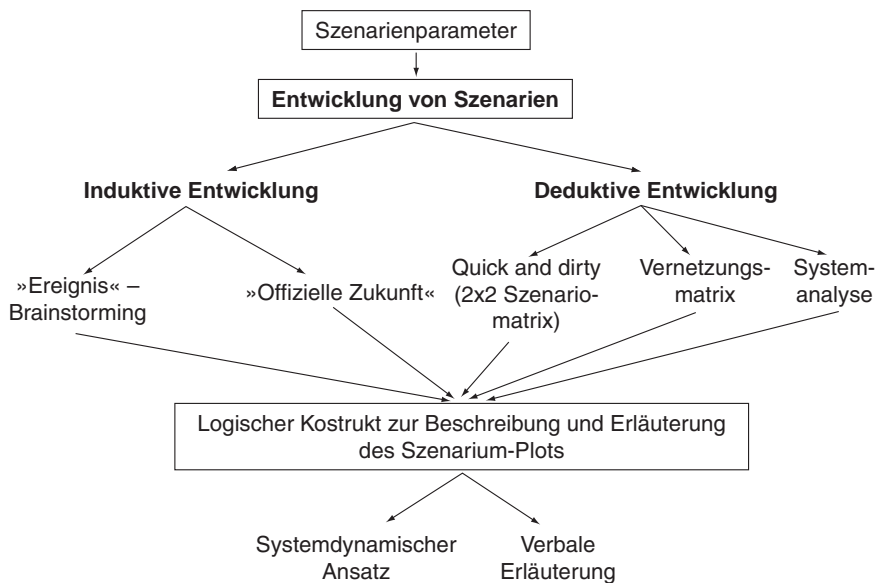 Szenarienparameter
Entwicklung von Szenarien
Induktive Entwicklung
Deduktive Entwicklung
»Ereignis« –
Brainstorming
»Offizielle Zukunft«
Quick and dirty
(2x2 Szenario-
matrix)
Vernetzungs-
matrix
System-
analyse
Logischer Kostrukt zur Beschreibung und Erläuterung
des Szenarium-Plots
Systemdynamischer
Ansatz
Verbale
Erläuterung